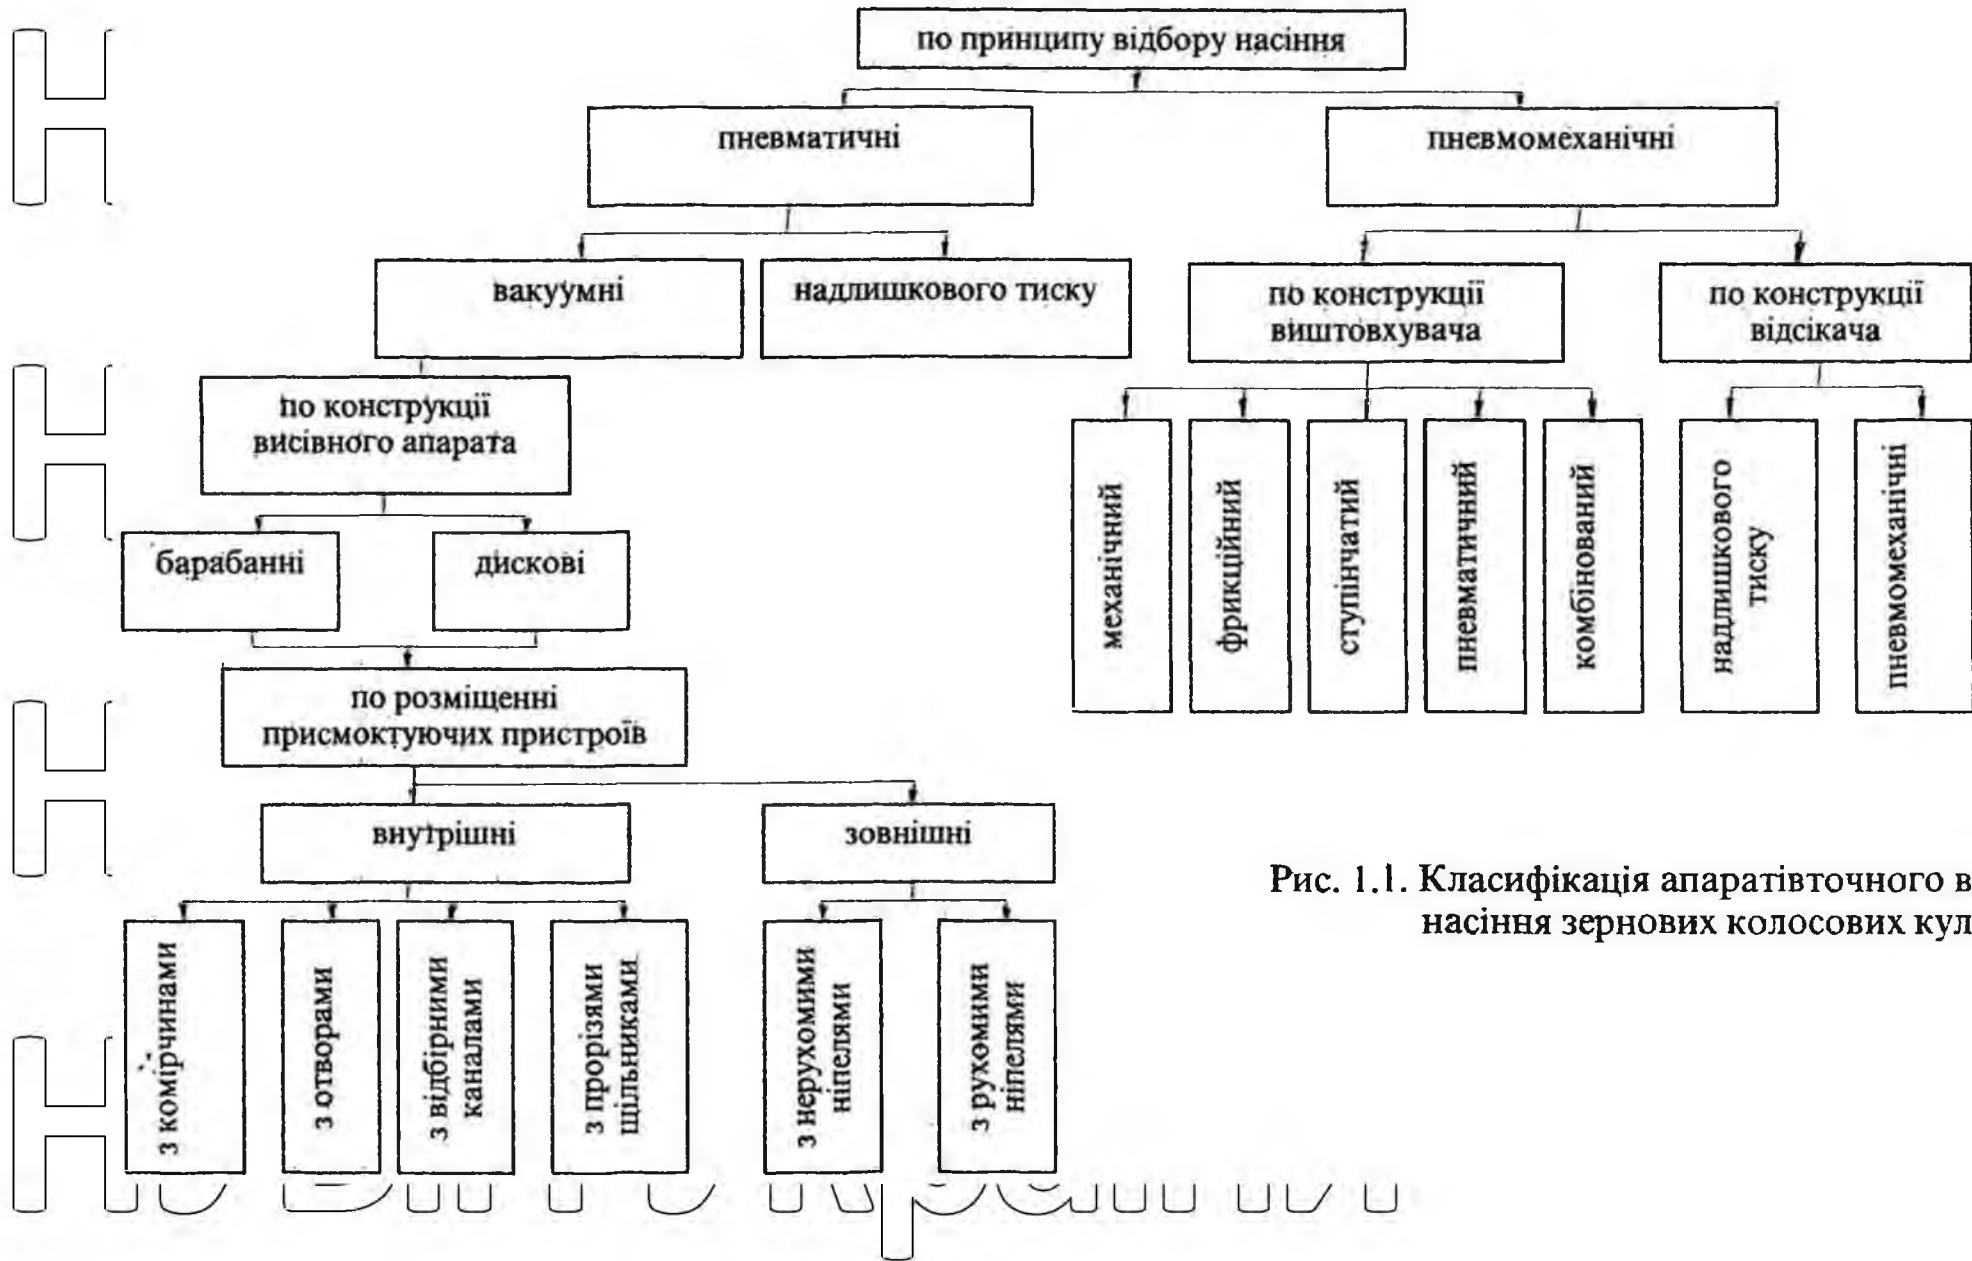 по принципу відбору насіння
пневматичні
пневмомеханічні
вакуумні
надлишкового тиску
по конструкції
виштовхувача
по конструкції
відсікача
по конструкції
висівного апарата
механічний
фрикційний
ступінчатий
пневматичний
комбінований
надлишкового
тиску
пневмомеханічні
барабанні
дискові
по розміщенні
присмоктуючих пристроїв
внутрішні
зовнішні
Рис. 1.1. Класифікація апаратівточного в
насіння зернових колосових кул
з комірчинами
з отворами
з відбірними
каналами
з прорізями
щільниками
з нерухомими
ніпелями
з рухомими
ніпелями